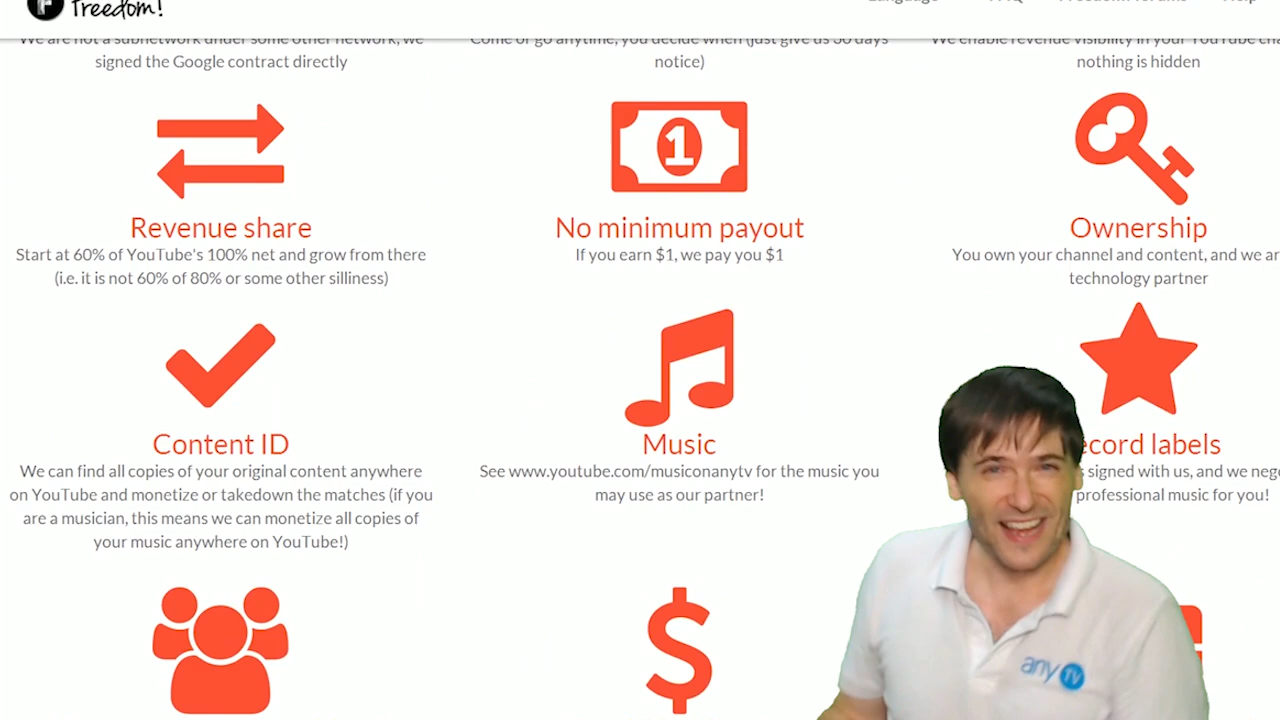 freedom!
Language FAQ Freedom forums Help
We are not a subnetwork under some other network, we
signed the Google contract directly
Come or go anytime, you decide when (just give us 30 days
notice)
We enable revenue visibility in your YouTube
nothing is hidden
Revenue share
Start at 60% of YouTube's 100% net and grow from there
(i.e. it is not 60% of 80% or some other silliness)
No minimum payout
If you earn $1, we pay you $1
1
Ownership
You own your channel and content, and we
technology partner
Content ID
We can find all copies of your original content anywhere
on YouTube and monetize or takedown the matches (if you
are a musician, this means we can monetize all copies of
your music anywhere on YouTube!)
Music
See www.youtube.com/musiconanytv for the music you
may use as our partner!
ecord labels
signed with us, and we
professional music for you!
$
any TV